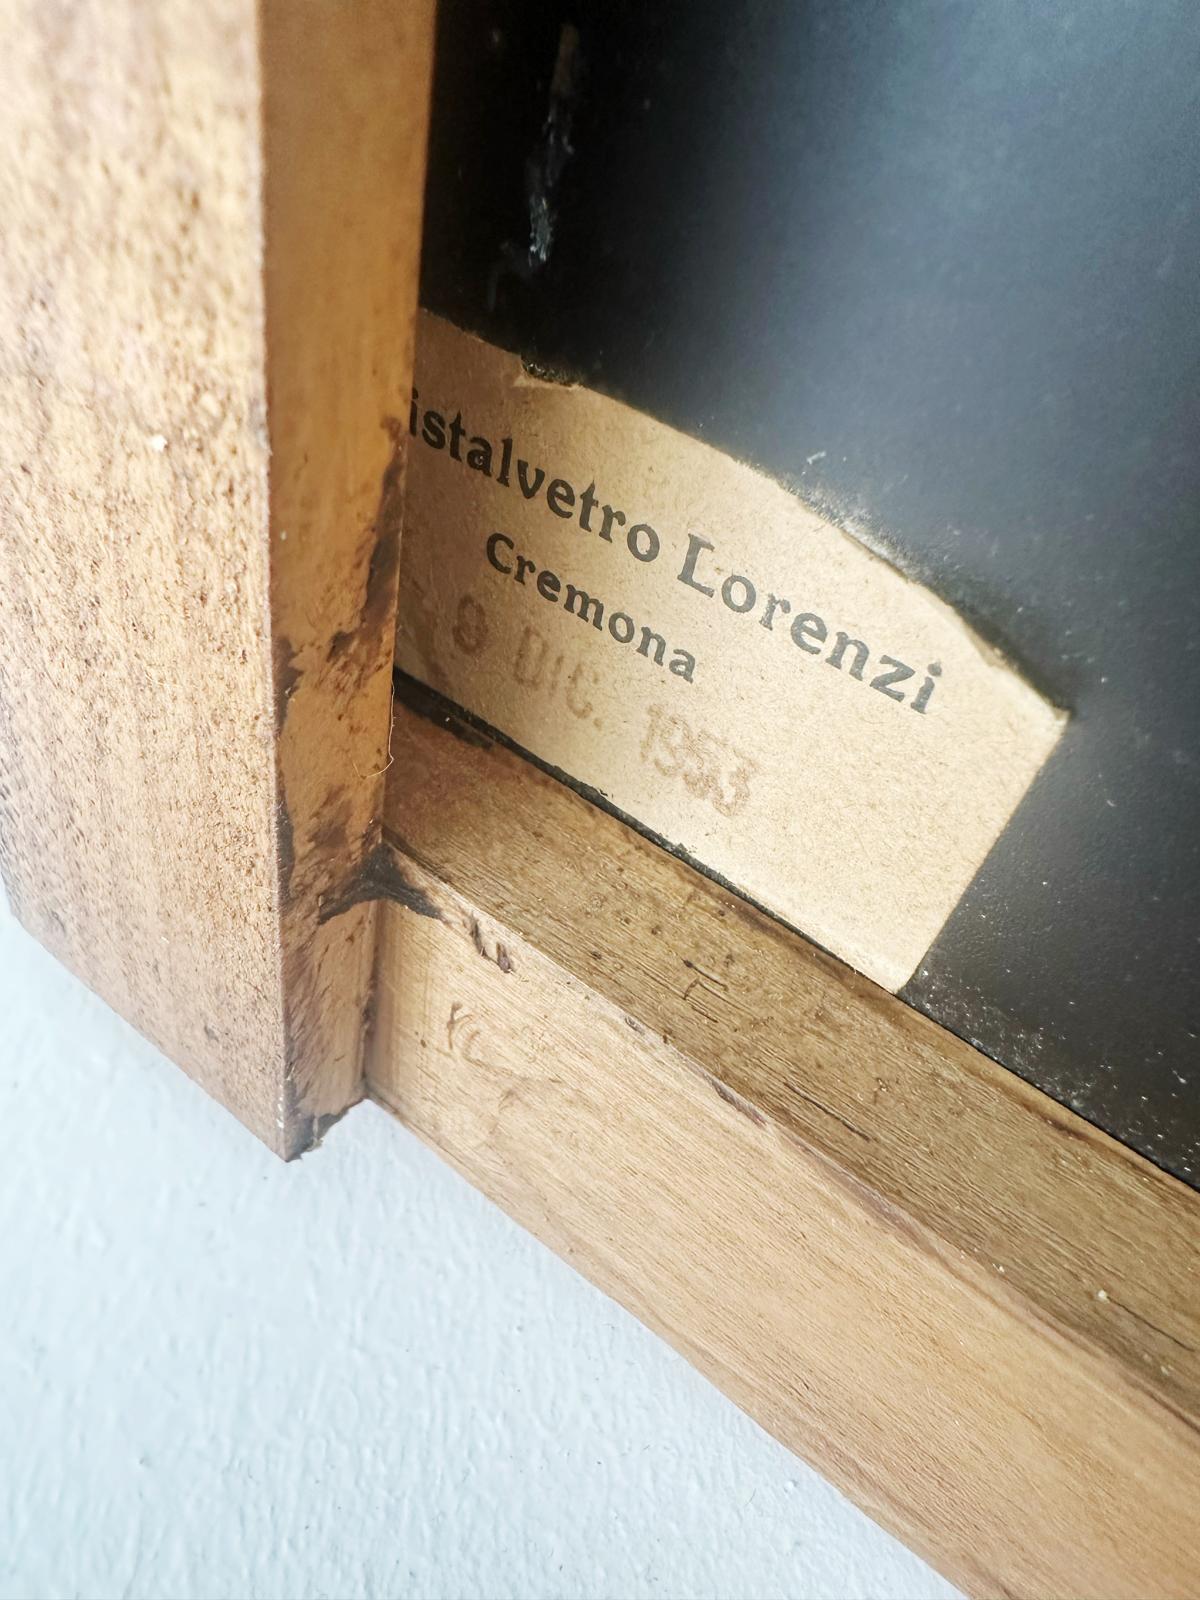 istalvetro Lorenzi
Cremona
9 DIC. 1953